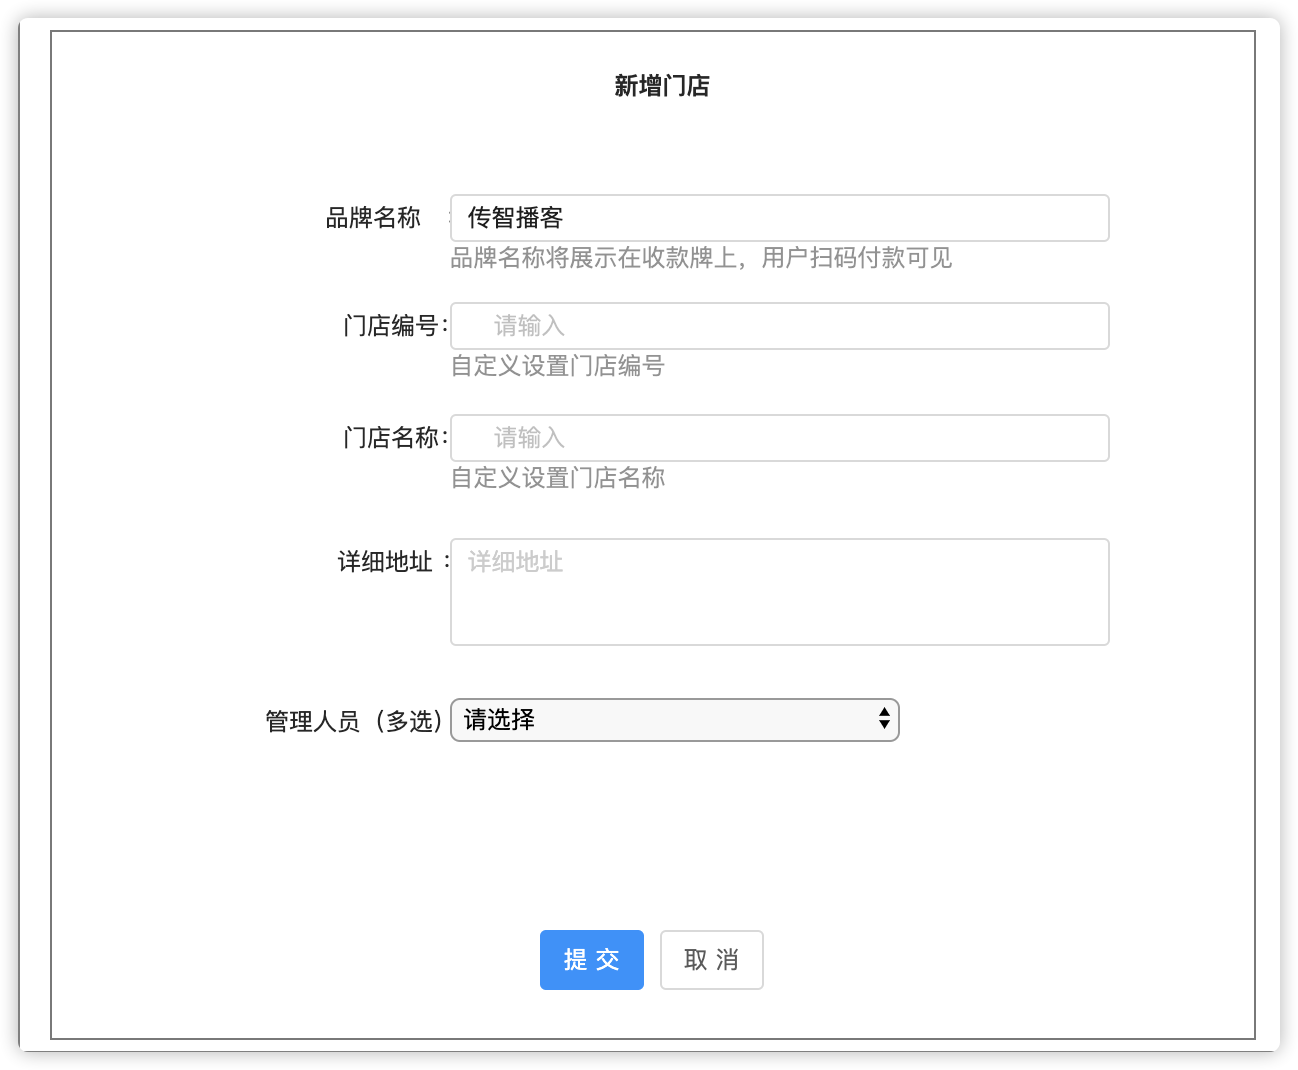 新增门店
品牌名称 : 传智播客
品牌名称将展示在收款牌上，用户扫码付款可见
门店编号: 请输入
自定义设置门店编号
门店名称: 请输入
自定义设置门店名称
详细地址 : 详细地址
管理人员（多选） 请选择
提 交 取 消